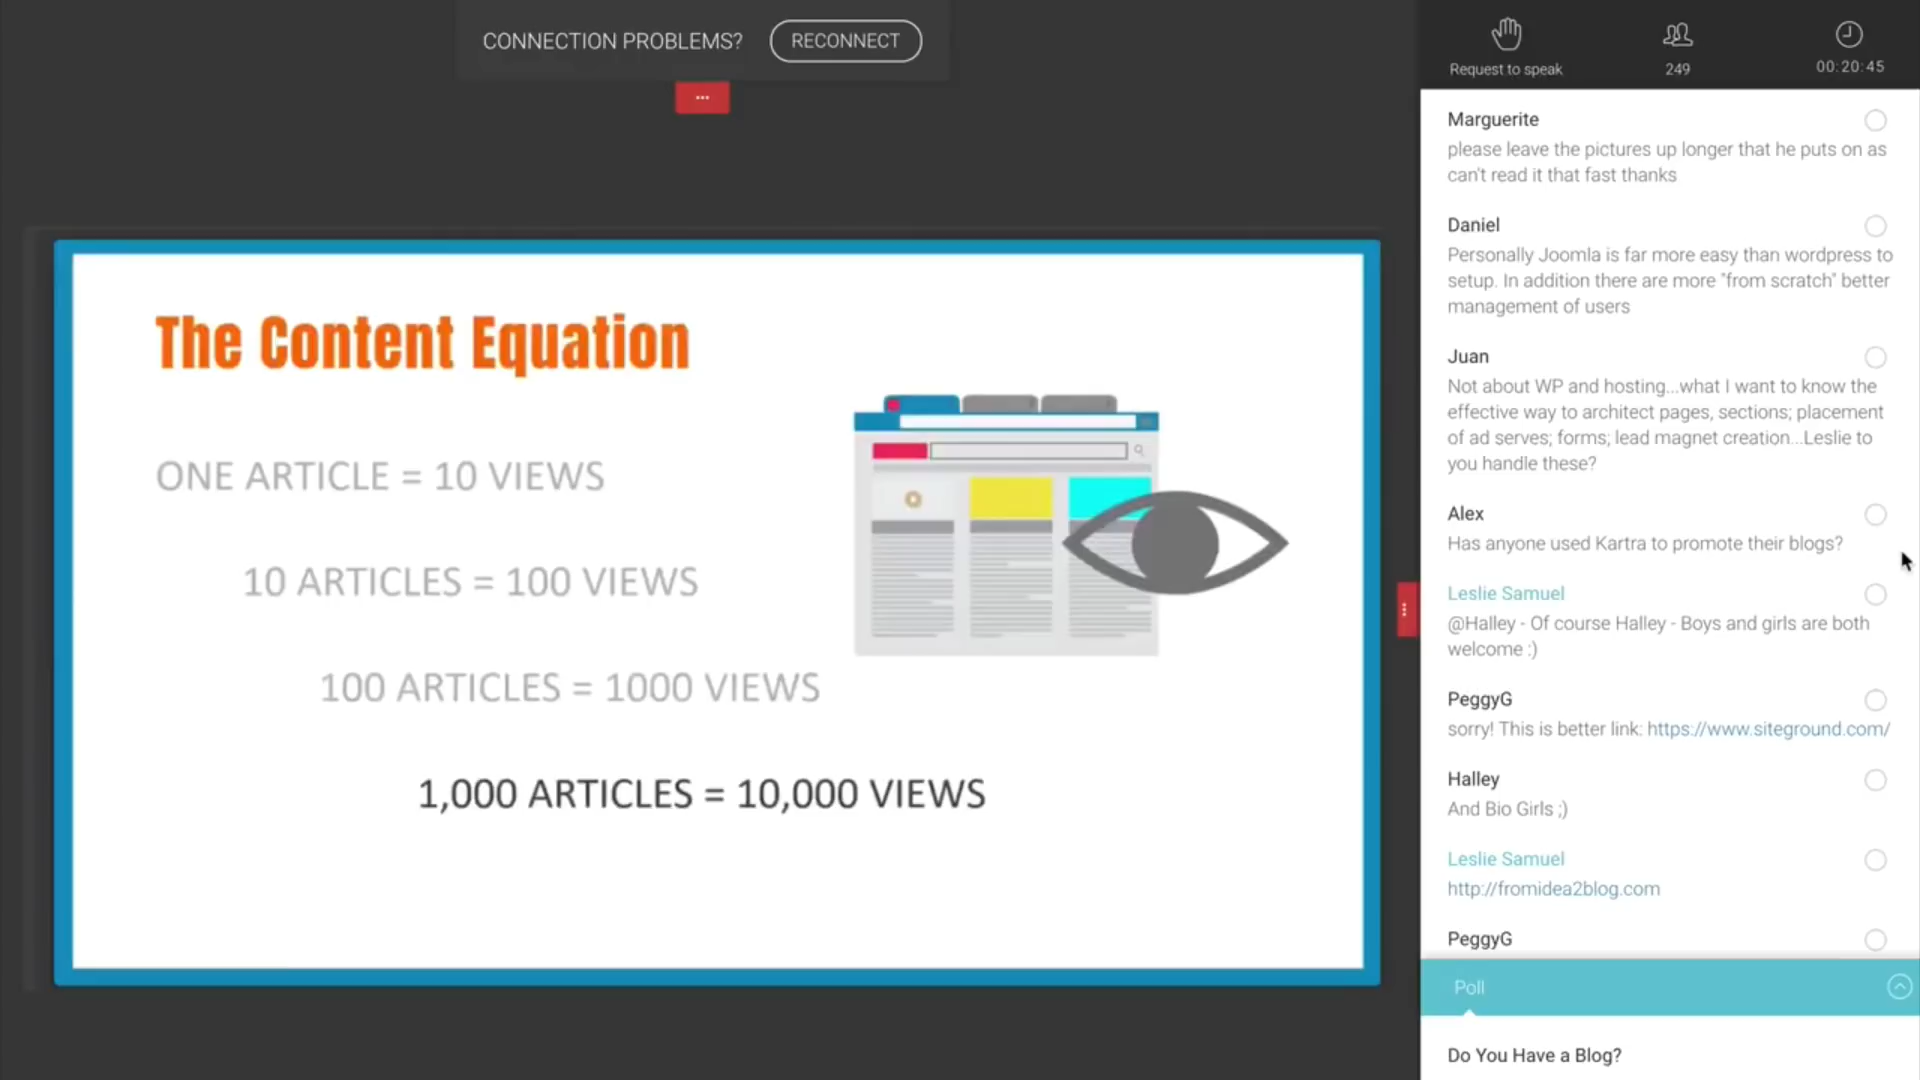 CONNECTION PROBLEMS?
RECONNECT
Request to speak
249
00:20:45
The Content Equation
ONE ARTICLE = 10 VIEWS
10 ARTICLES = 100 VIEWS
100 ARTICLES = 1000 VIEWS
1,000 ARTICLES = 10,000 VIEWS
Marguerite
please leave the pictures up longer that he puts on as
can't read it that fast thanks
Daniel
Personally Joomla is far more easy than wordpress to
setup. In addition there are more "from scratch" better
management of users
Juan
Not about WP and hosting...what I want to know the
effective way to architect pages, sections; placement
of ad serves; forms; lead magnet creation...Leslie to
you handle these?
Alex
Has anyone used Kartra to promote their blogs?
Leslie Samuel
@Halley - Of course Halley - Boys and girls are both
welcome :)
PeggyG
sorry! This is better link: https://www.siteground.com/
Halley
And Bio Girls ;)
Leslie Samuel
http://fromidea2blog.com
PeggyG
Poll
Do You Have a Blog?